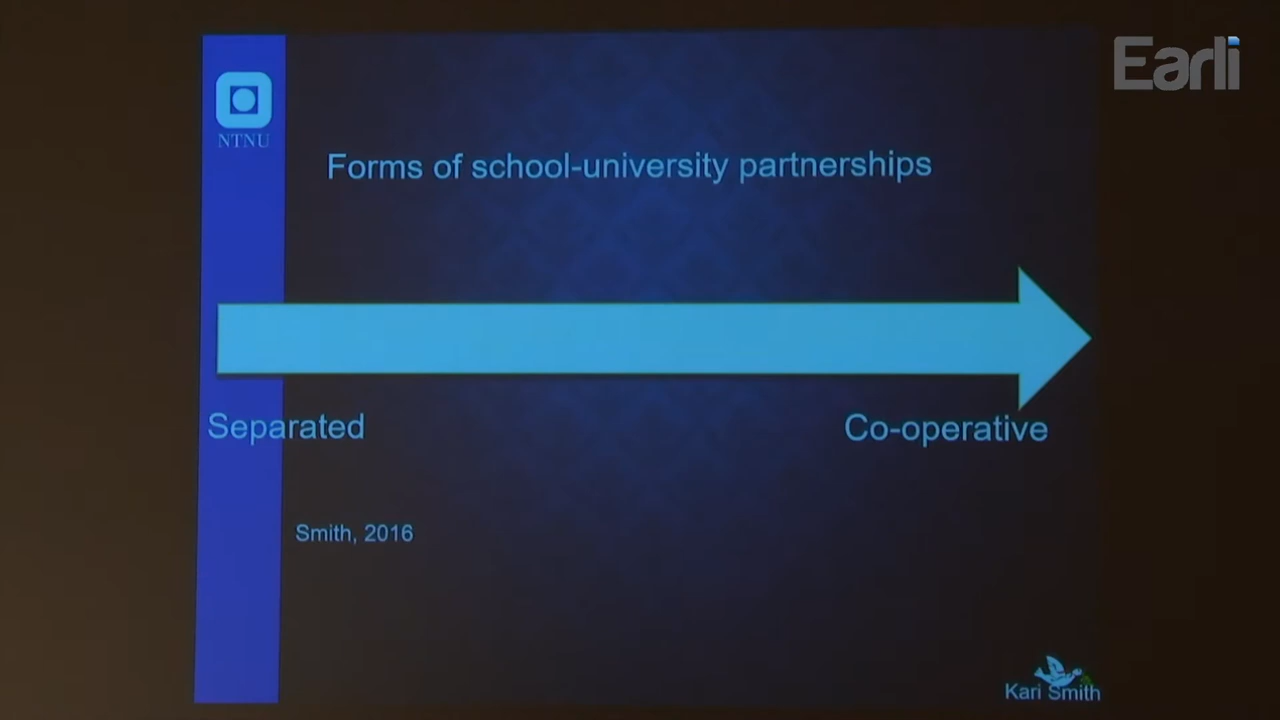 Earli
NTNU
Forms of school-university partnerships
Separated
Co-operative
Smith, 2016
Kari Smith